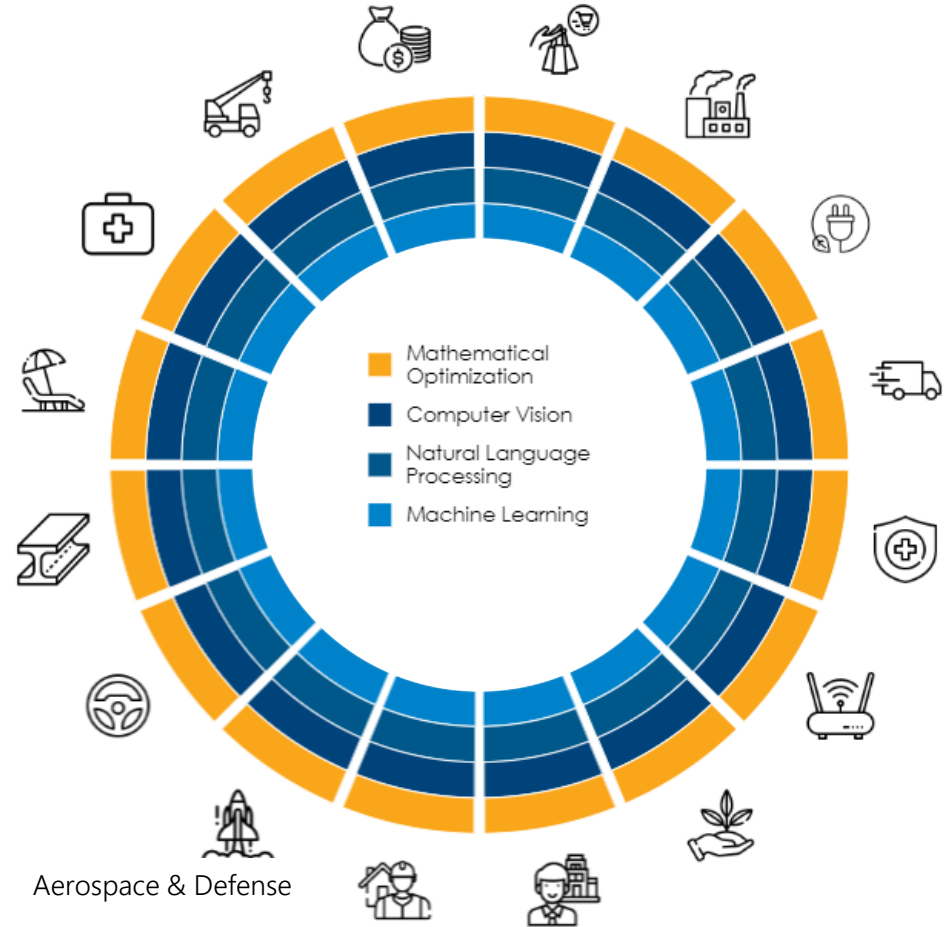 Mathematical
Optimization
Computer Vision
Natural Language
Processing
Machine Learning
$
Aerospace & Defense